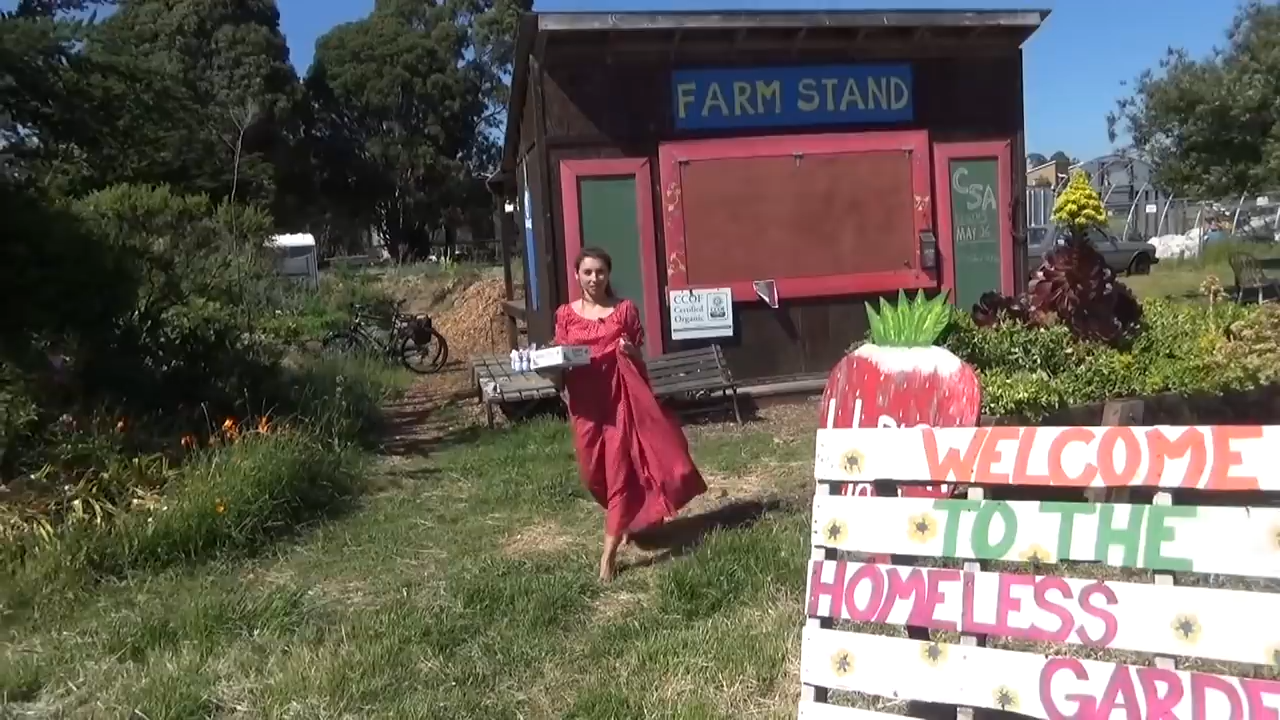 FARM STAND
CSA
MAY 26
CCOF
Certified
Organic
WELCOME
TO THE
HOMELESS
GARDE